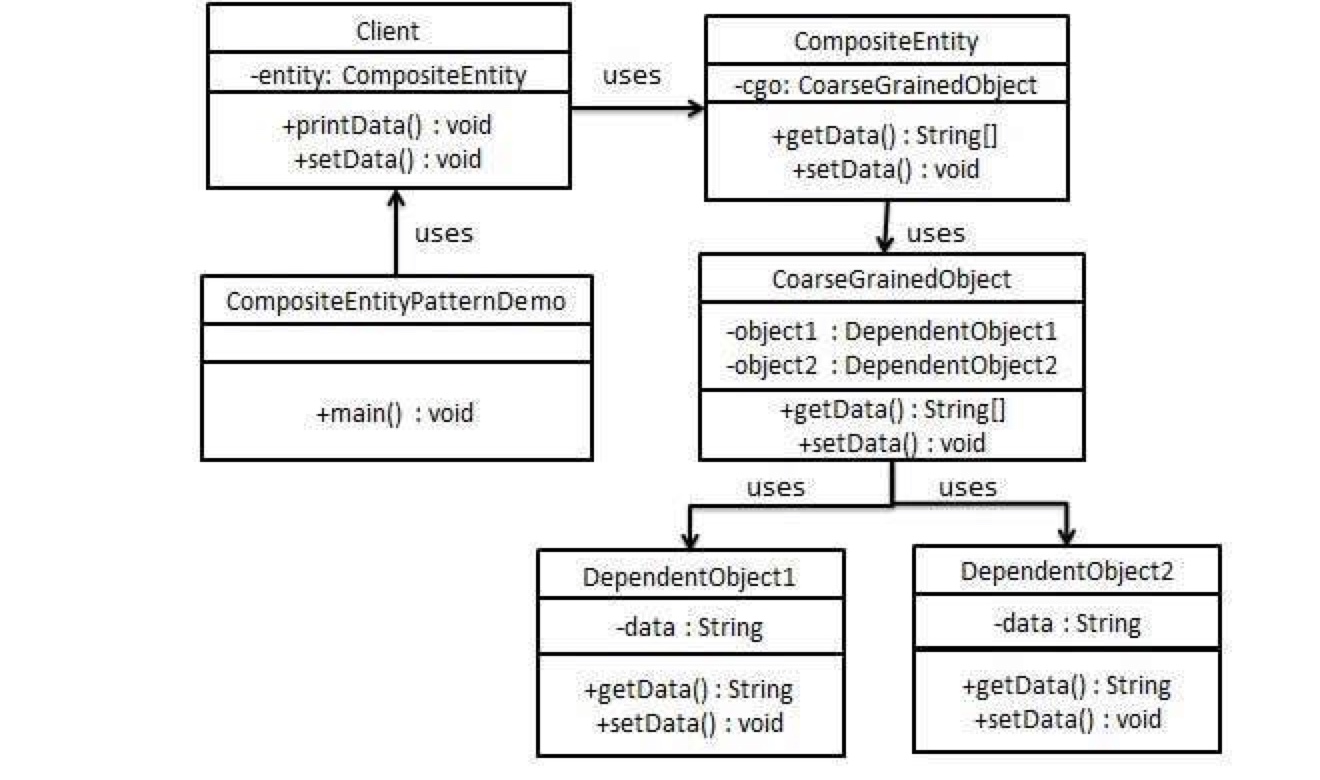 Client
-entity: CompositeEntity
+printData() : void
+setData() : void
uses
CompositeEntity
-cgo: CoarseGrainedObject
+getData() : String[]
+setData() : void
uses
uses
CompositeEntityPatternDemo
+main() : void
CoarseGrainedObject
-object1 : DependentObject1
-object2 : DependentObject2
+getData() : String[]
+setData() : void
uses
uses
DependentObject1
-data : String
+getData() : String
+setData() : void
DependentObject2
-data : String
+getData() : String
+setData() : void